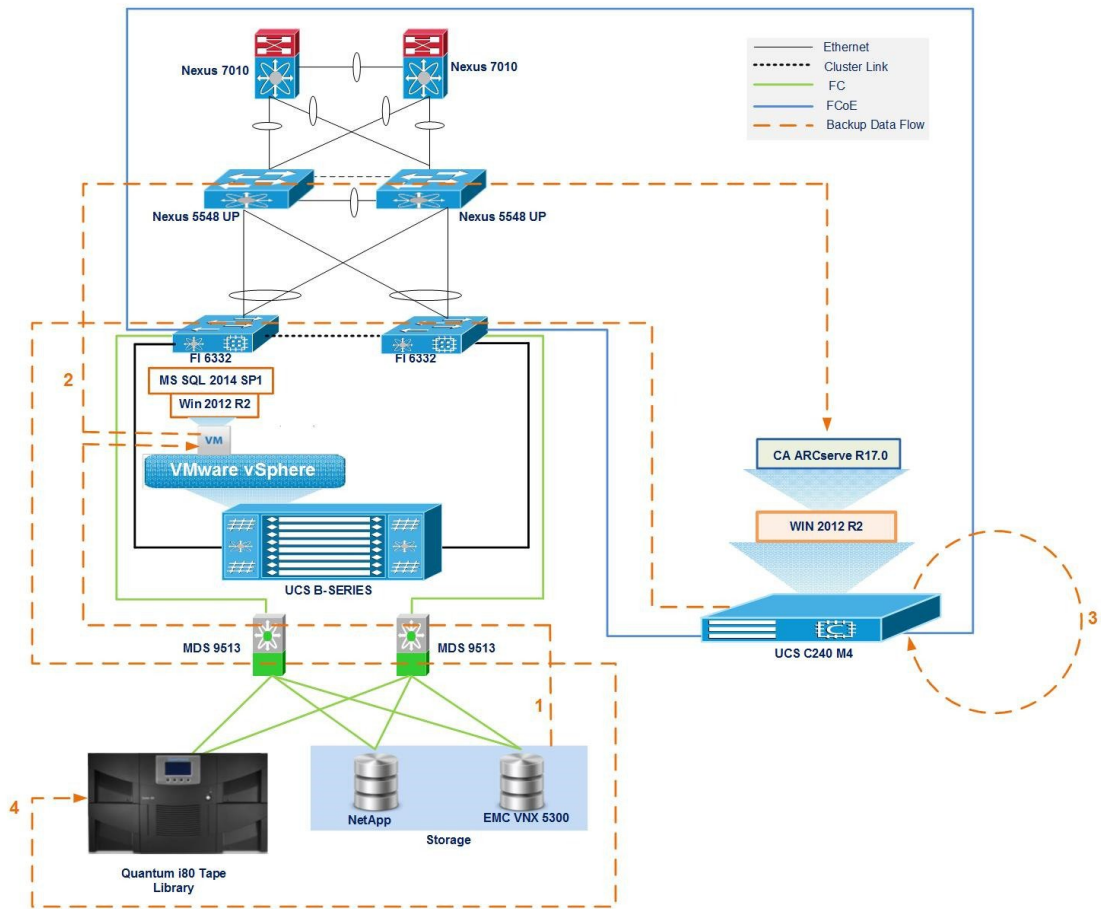 Nexus 7010
Nexus 7010
Ethernet
Cluster Link
FC
FCoE
Backup Data Flow
Nexus 5548 UP
Nexus 5548 UP
FI 6332
FI 6332
2
MS SQL 2014 SP1
Win 2012 R2
VM
VMware vSphere
CA ARCserve R17.0
WIN 2012 R2
UCS B-SERIES
3
MDS 9513
MDS 9513
UCS C240 M4
1
4
NetApp
EMC VNX 5300
Storage
Quantum i80 Tape
Library